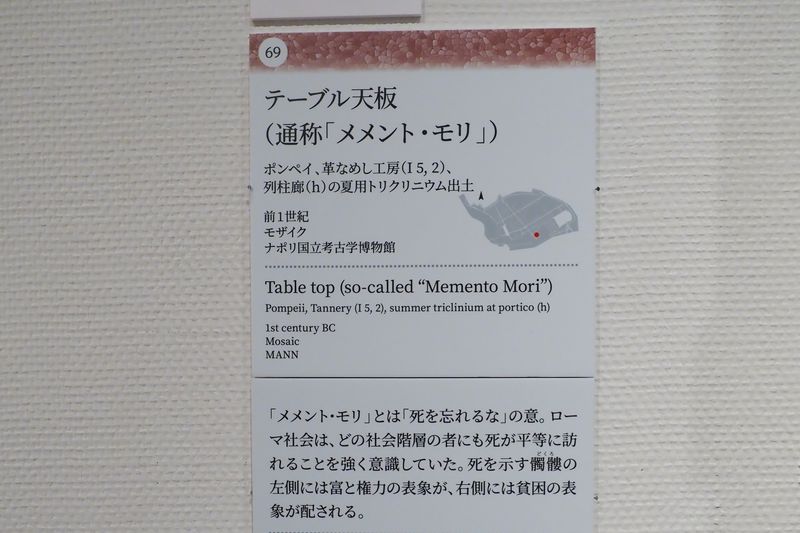 69
テーブル天板
（通称「メメント・モリ」）
ポンペイ、革なめし工房（I 5, 2）、
列柱廊（h）の夏用トリクリニウム出土
前1世紀
モザイク
ナポリ国立考古学博物館
Table top (so-called “Memento Mori”)
Pompeii, Tannery (I 5, 2), summer triclinium at portico (h)
1st century BC
Mosaic
MANN
「メメント・モリ」とは「死を忘れるな」の意。ロー
マ社会は、どの社会階層の者にも死が平等に訪
れることを強く意識していた。死を示す髑髏の
左側には富と権力の表象が、右側には貧困の表
象が配される。